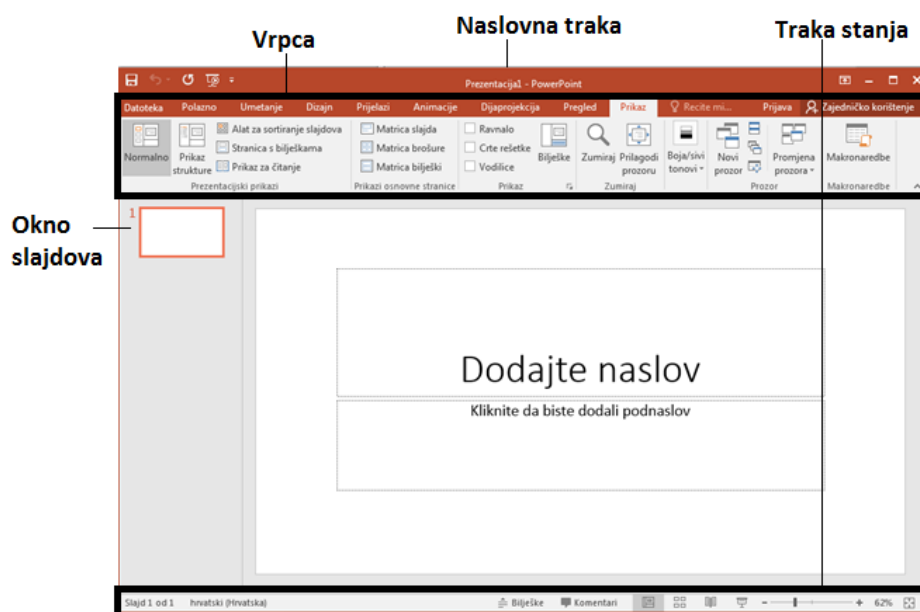 Vrpca
Naslovna traka
Traka stanja
Prezentacija1 - PowerPoint
Datoteka Polazno Umetanje Dizajn Prijelazi Animacije Dijaprojekcija Pregled Prikaz Recite mi... Prijava Zajedničko korištenje
Normalno
Prikaz strukture
Alat za sortiranje slajdova
Stranica s bilješkama
Prikaz za čitanje
Prezentacijski prikazi
Matrica slajda
Matrica brošure
Matrica bilješki
Prikazi osnovne stranice
Ravnalo
Crte rešetke
Vodilice
Bilješke
Prikaz
Zumiraj
Prilagodi
prozoru
Zumiraj
Boja/sivi
tonovi
Novi
prozor
Promjena
prozora
Prozor
Makronaredbe
Makronaredbe
Okno
slajdova
1
Dodajte naslov
Kliknite da biste dodali podnaslov
Slajd 1 od 1 hrvatski (Hrvatska) Bilješke Komentari 62%